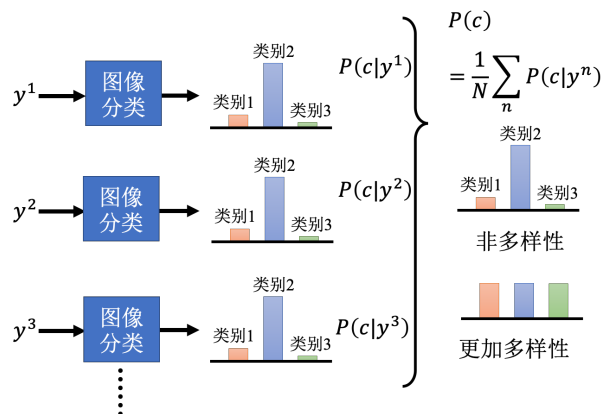 y¹
图像
分类
类别1
类别2
类别3
P(c|y¹)
y²
图像
分类
类别1
类别2
类别3
P(c|y²)
y³
图像
分类
类别1
类别2
类别3
P(c|y³)
P(c)
= 1/N ∑ₙ P(c|yⁿ)
类别1
类别2
类别3
非多样性
更加多样性